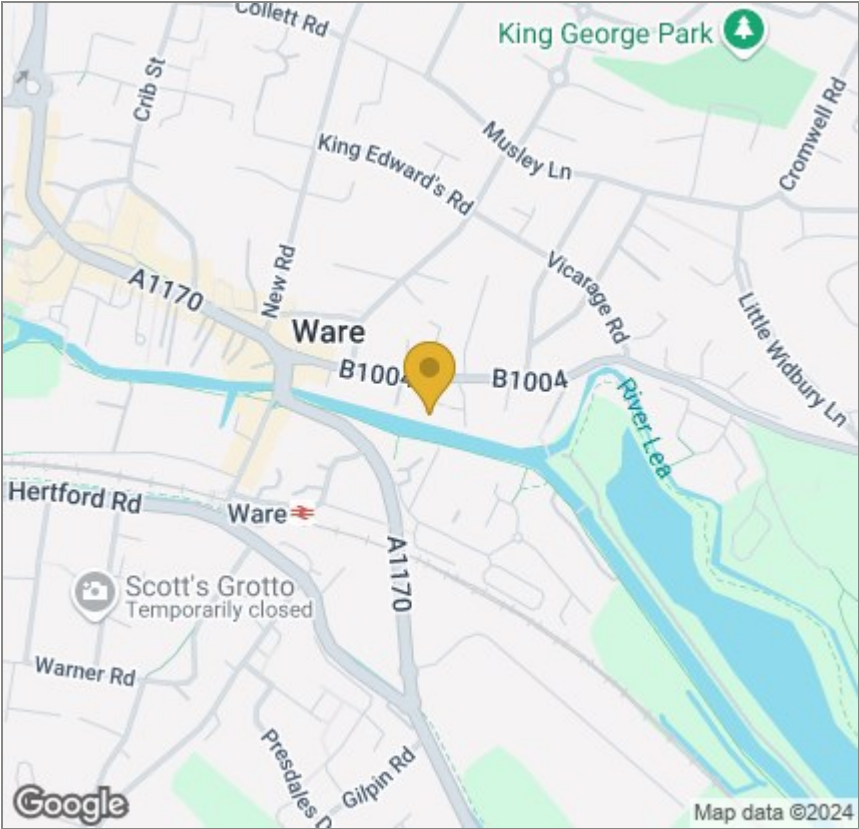 Collett Rd
King George Park
Crib St
Cromwell Rd
Musley Ln
King Edward's Rd
New Rd
Vicarage Rd
A1170
Little Widbury Ln
Ware
B1004
B1004
River Lea
Hertford Rd
Ware
A1170
Scott's Grotto
Temporarily closed
Warner Rd
Presdales D
Gilpin Rd
Google
Map data ©2024